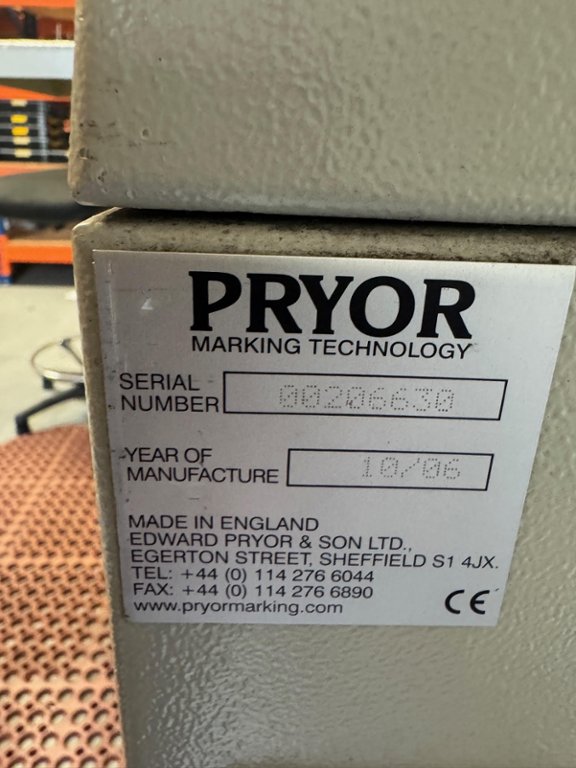 PRYOR
MARKING TECHNOLOGY
SERIAL NUMBER 00206630
YEAR OF MANUFACTURE 10/06
MADE IN ENGLAND
EDWARD PRYOR & SON LTD.,
EGERTON STREET, SHEFFIELD S1 4JX.
TEL: +44 (0) 114 276 6044
FAX: +44 (0) 114 276 6890
www.pryormarking.com CE